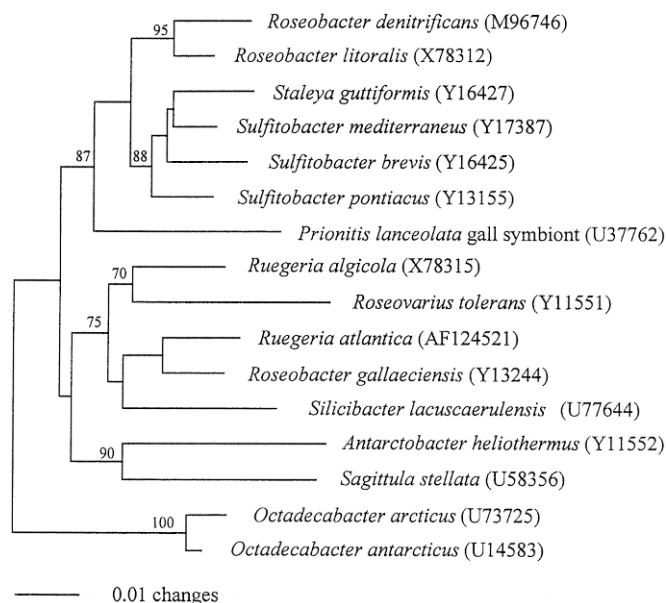 95
Roseobacter denitrificans (M96746)
Roseobacter litoralis (X78312)
Staleya guttiformis (Y16427)
Sulfitobacter mediterraneus (Y17387)
87
88
Sulfitobacter brevis (Y16425)
Sulfitobacter pontiacus (Y13155)
Prionitis lanceolata gall symbiont (U37762)
70
Ruegeria algicola (X78315)
Roseovarius tolerans (Y11551)
75
Ruegeria atlantica (AF124521)
Roseobacter gallaeciensis (Y13244)
Silicibacter lacuscaerulensis (U77644)
90
Antarctobacter heliothermus (Y11552)
Sagittula stellata (U58356)
100
Octadecabacter arcticus (U73725)
Octadecabacter antarcticus (U14583)
0.01 changes